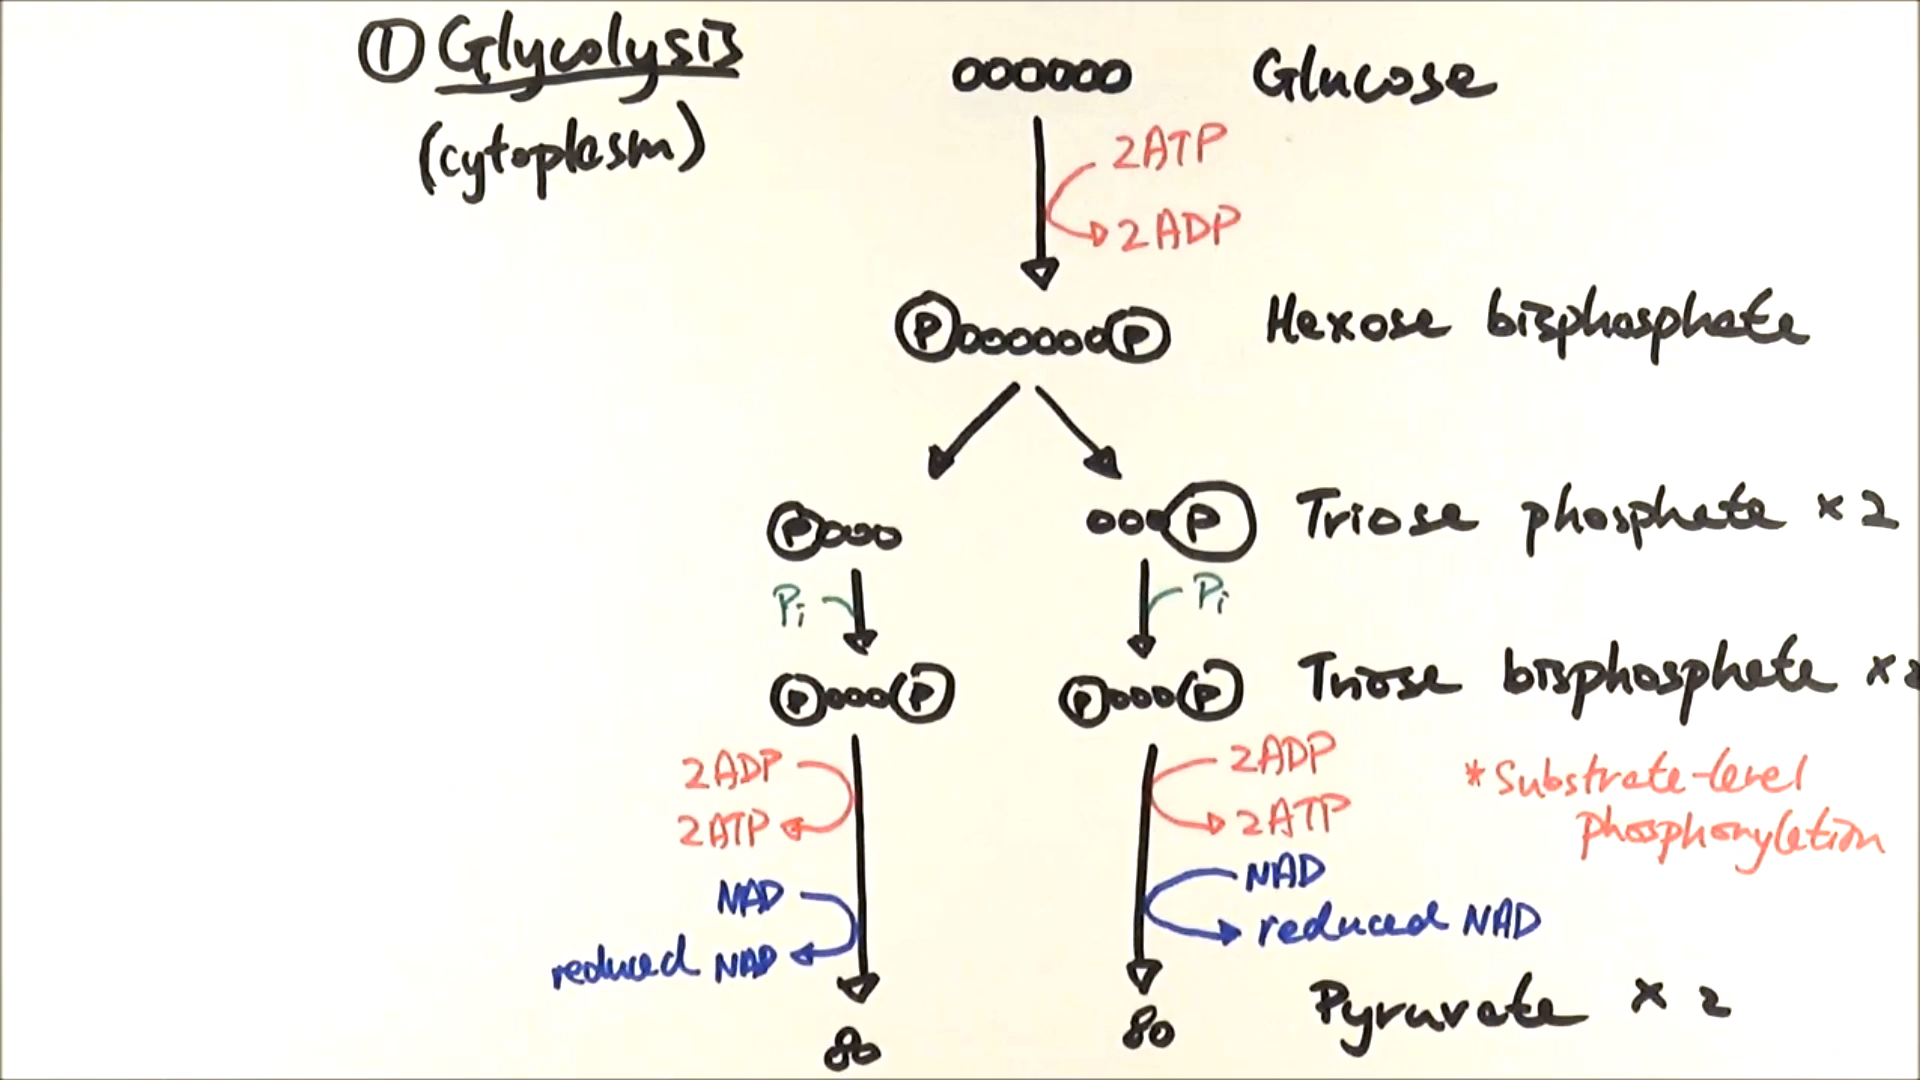 ① Glycolysis
(cytoplasm)
Glucose
2ATP
2ADP
P P
Hexose bisphosphate
P P
Triose phosphate × 2
Pi Pi
P P P P
Triose bisphosphate × 2
2ADP 2ADP
2ATP 2ATP
* Substrate-level
phosphorylation
NAD NAD
reduced NAD reduced NAD
Pyruvate × 2